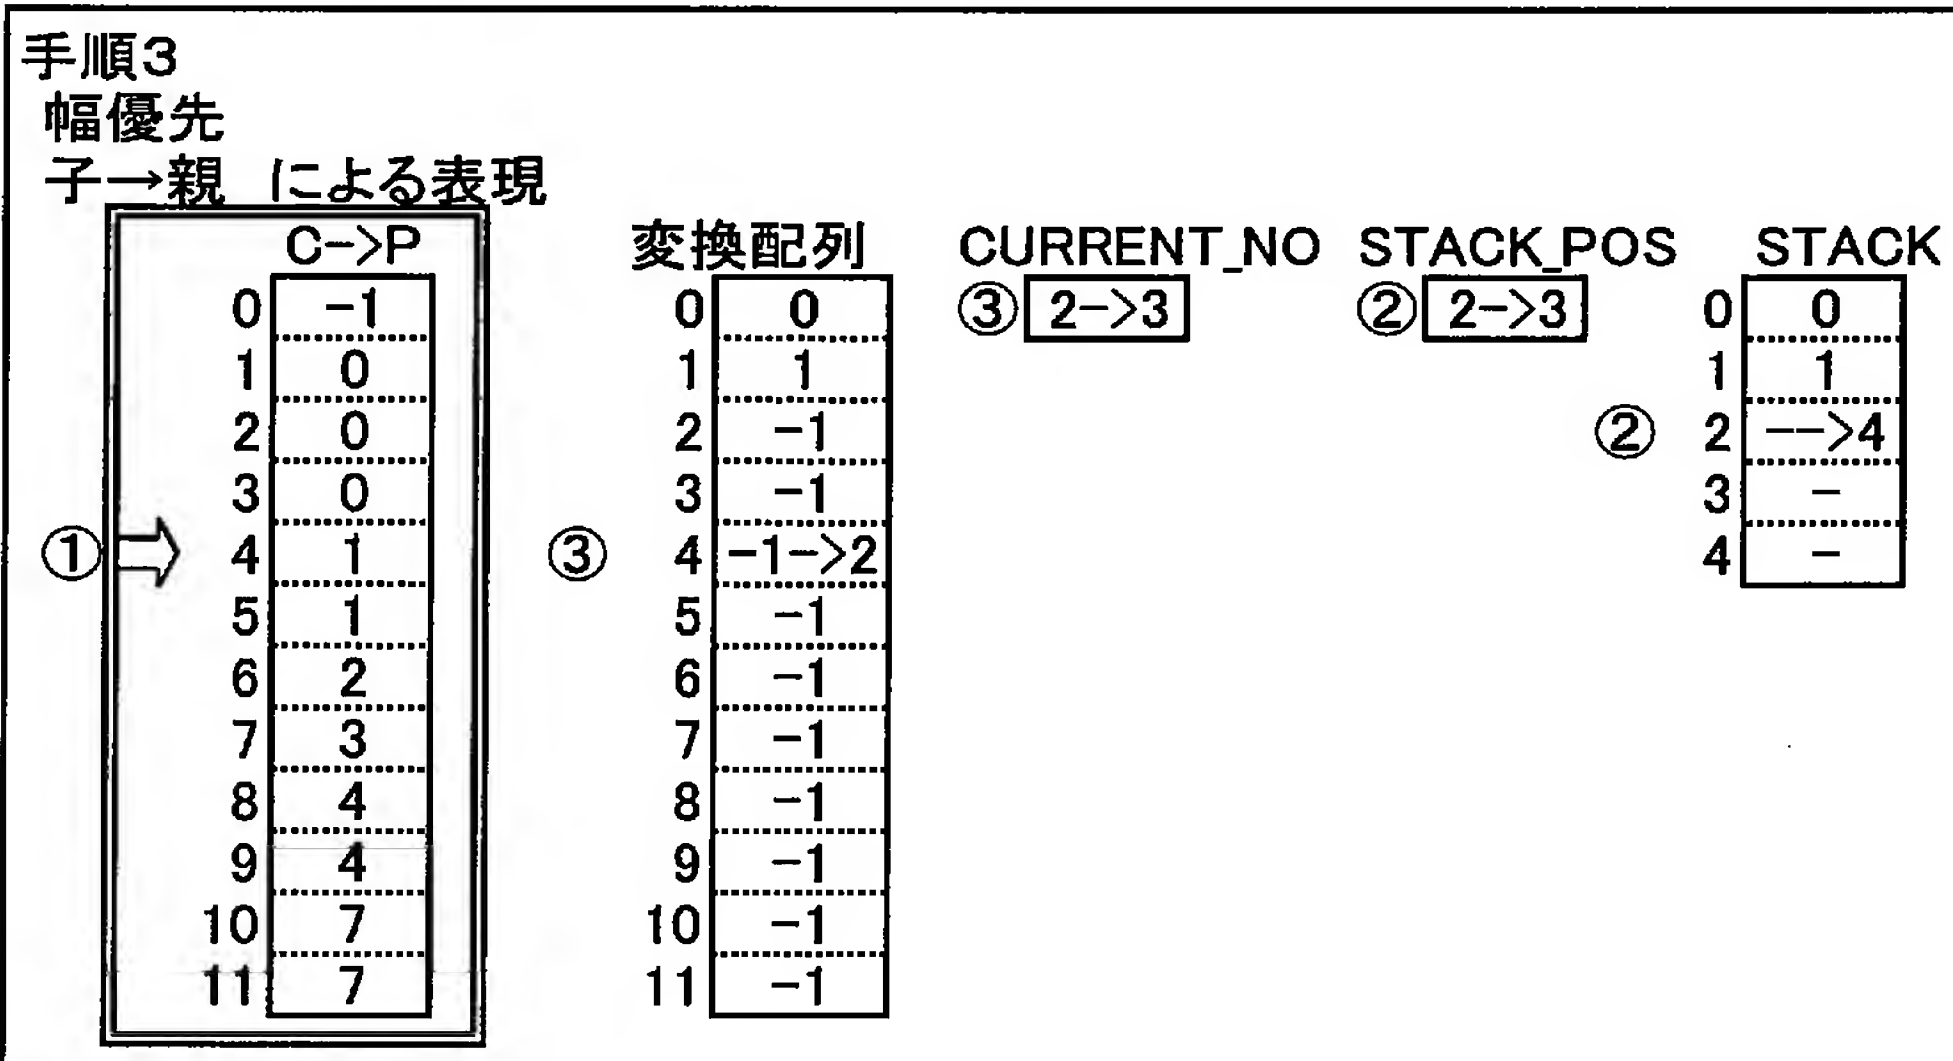 手順3
幅優先
子→親 による表現
C->P 変換配列 CURRENT_NO STACK_POS STACK
0 -1 0 0 ③ 2->3 ② 2->3 0 0
1 0 1 1 1 1
2 0 2 -1 ② 2 -->4
3 0 3 -1 3 -
① 4 1 ③ 4 -1->2 4 -
5 1 5 -1
6 2 6 -1
7 3 7 -1
8 4 8 -1
9 4 9 -1
10 7 10 -1
11 7 11 -1